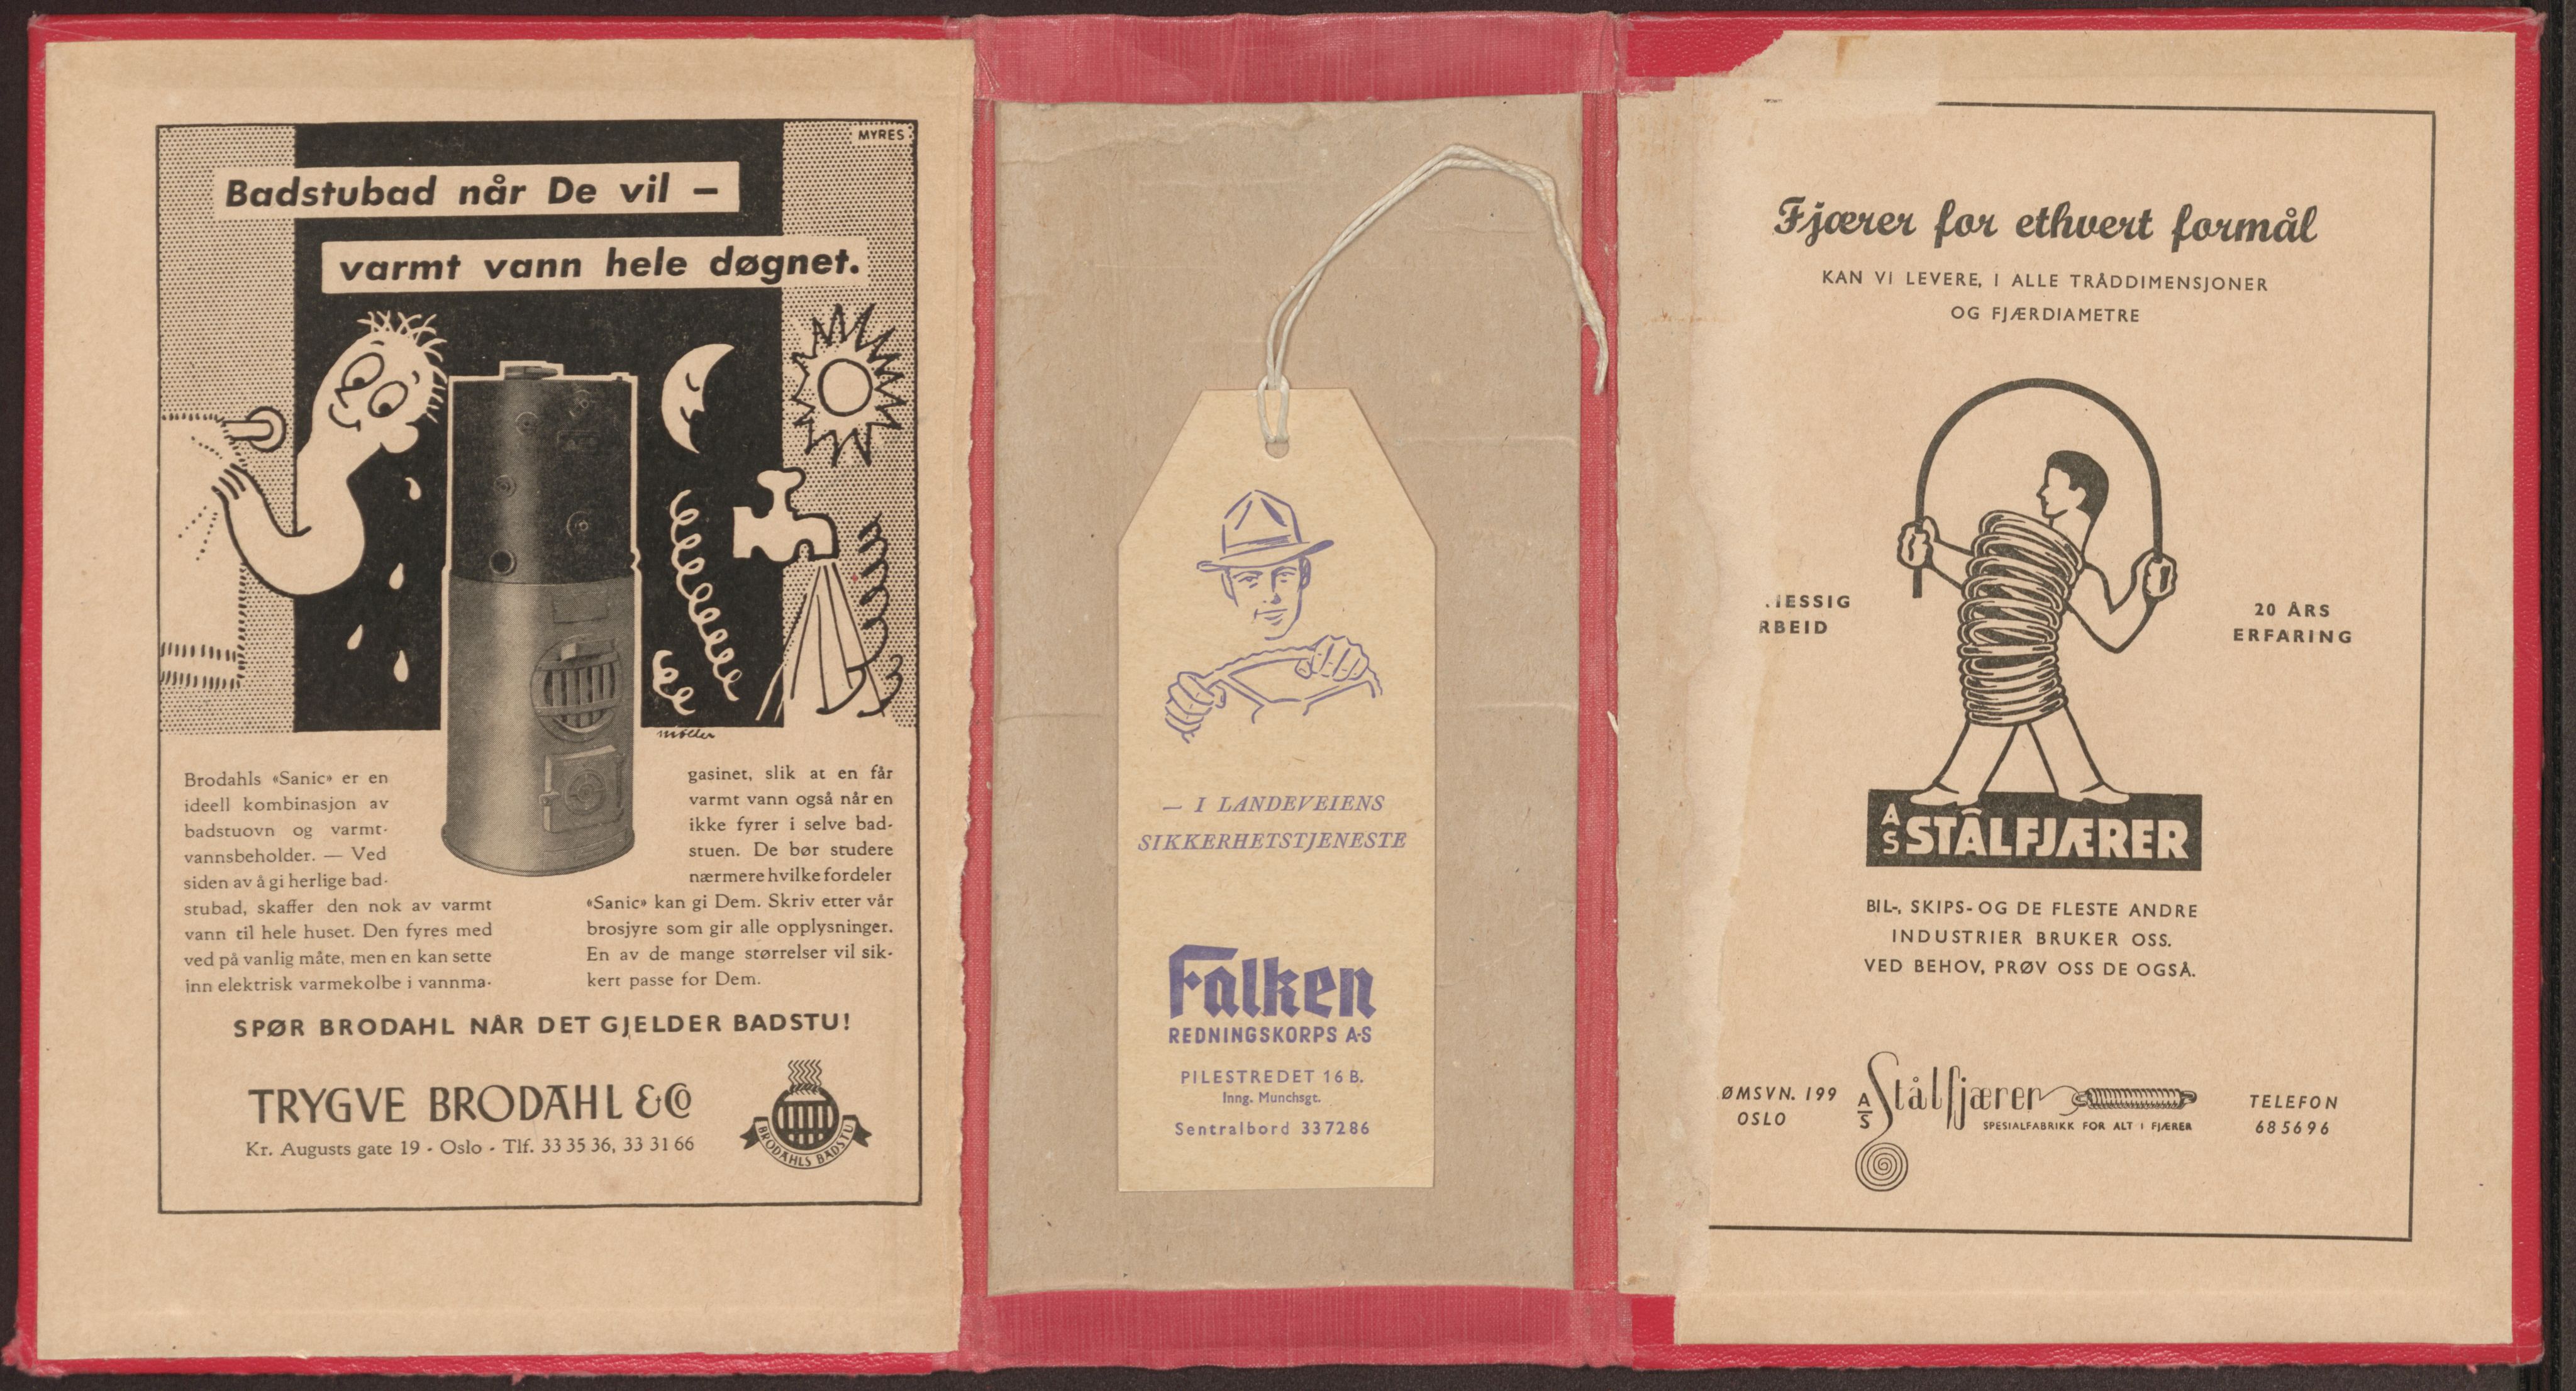 MYRES
Badstubad når De vil –
varmt vann hele døgnet.
Møller
Brodahls «Sanic» er en
ideell kombinasjon av
badstuovn og varmt-
vannsbeholder. — Ved
siden av å gi herlige bad-
stubad, skaffer den nok av varmt
vann til hele huset. Den fyres med
ved på vanlig måte, men en kan sette
inn elektrisk varmekolbe i vannma-
gasinet, slik at en får
varmt vann også når en
ikke fyrer i selve bad-
stuen. De bør studere
nærmere hvilke fordeler
«Sanic» kan gi Dem. Skriv etter vår
brosjyre som gir alle opplysninger.
En av de mange størrelser vil sik-
kert passe for Dem.
SPØR BRODAHL NÅR DET GJELDER BADSTU!
TRYGVE BRODAHL & Co
Kr. Augusts gate 19 - Oslo - Tlf. 33 35 36, 33 31 66
BRODAHLS BADSTU
— I LANDEVEIENS
SIKKERHETSTJENESTE
Falken
REDNINGSKORPS A-S
PILESTREDET 16 B.
Inng. Munchsgt.
Sentralbord 337286
Fjærer for ethvert formål
KAN VI LEVERE, I ALLE TRÅDDIMENSJONER
OG FJÆRDIAMETRE
ESSIG
RBEID
20 ÅRS
ERFARING
A/S STÅLFJÆRER
BIL-, SKIPS- OG DE FLESTE ANDRE
INDUSTRIER BRUKER OSS.
VED BEHOV, PRØV OSS DE OGSÅ.
ØMSVN. 199
OSLO
A/S Stålfjærer
SPESIALFABRIKK FOR ALT I FJÆRER
TELEFON
685696